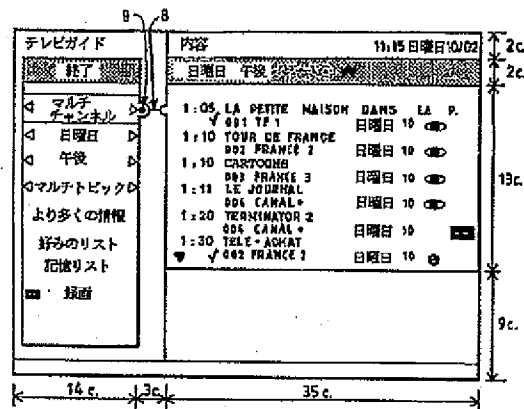 9 8
テレビガイド
終了
マルチ
チャンネル
日曜日
午後
マルチトピック
より多くの情報
好みのリスト
記憶リスト
録画
内容 11:15 日曜日 10/02
日曜日 午後
1:05 LA PETITE MAISON DANS LA P.
√ 001 TF1 日曜日 10
1:10 TOUR DE FRANCE
002 FRANCE 2 日曜日 10
1,10 CARTOONS
003 FRANCE 3 日曜日 10
1:11 LE JOURNAL
006 CANAL+ 日曜日 10
1:20 TERMINATOR 2
006 CANAL+ 日曜日 10
1:30 TELE-ACHAT
√ 002 FRANCE 2 日曜日 10
2c.
2c.
13c.
9c.
14 c. 3c. 35 c.